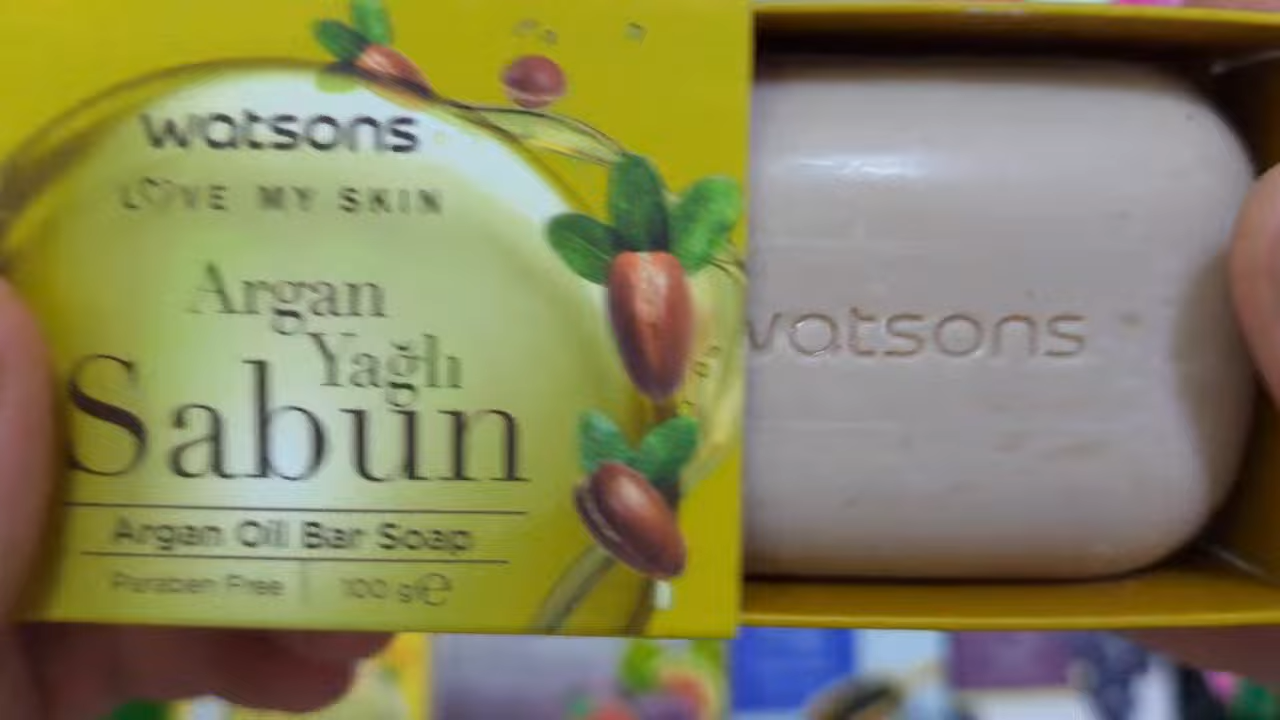 watsons
LOVE MY SKIN
Argan
Yağlı
Sabun
Argan Oil Bar Soap
Paraben Free
100 g℮
watsons